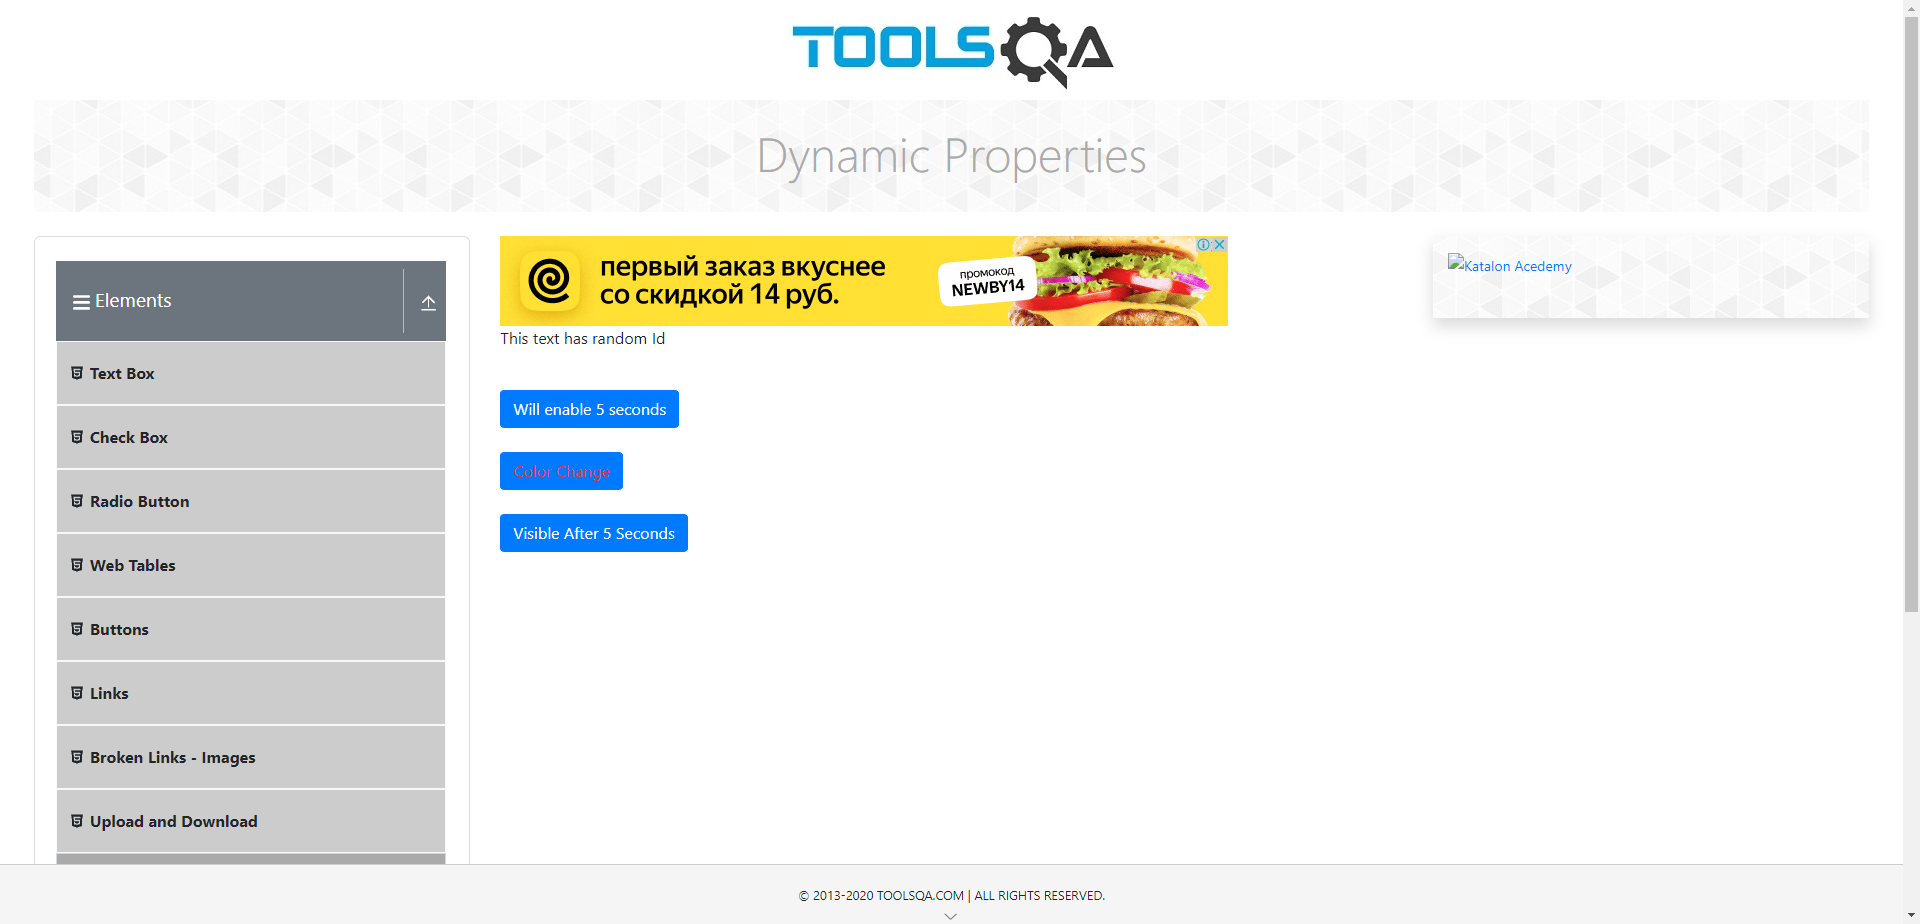 TOOLSQA
Dynamic Properties
Elements
Text Box
Check Box
Radio Button
Web Tables
Buttons
Links
Broken Links - Images
Upload and Download
первый заказ вкуснее
со скидкой 14 руб.
промокод
NEWBY14
This text has random Id
Will enable 5 seconds
Color Change
Visible After 5 Seconds
Katalon Acedemy
© 2013-2020 TOOLSQA.COM | ALL RIGHTS RESERVED.